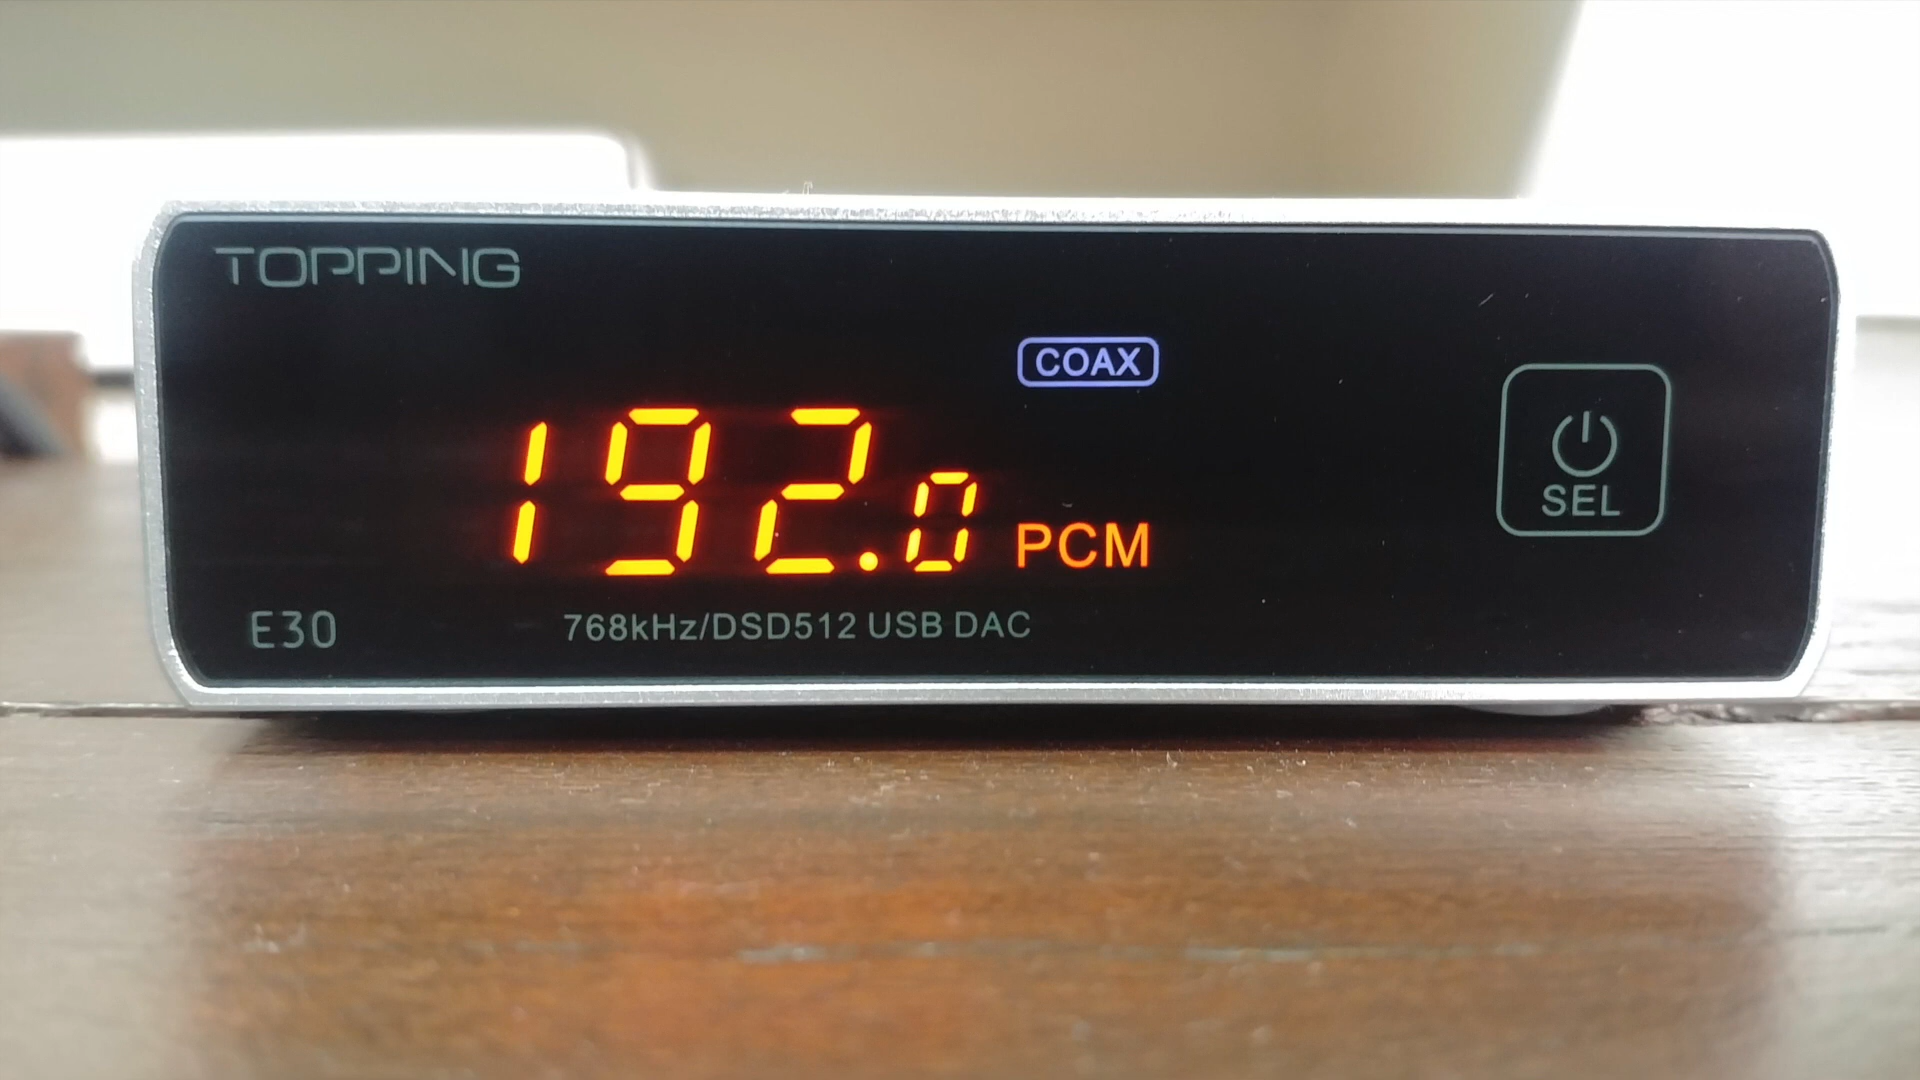 TOPPING
COAX
192.0 PCM
SEL
E30
768kHz/DSD512 USB DAC